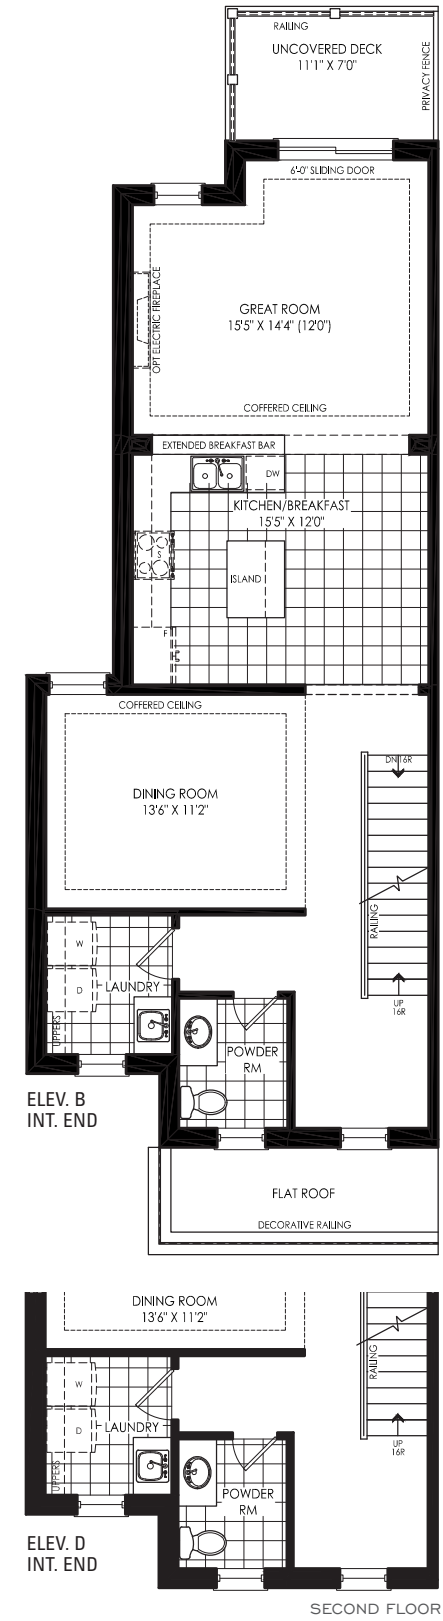 RAILING
UNCOVERED DECK
11'1" X 7'0"
PRIVACY FENCE
6'-0" SLIDING DOOR
OPT ELECTRIC FIREPLACE
GREAT ROOM
15'5" X 14'4" (12'0")
COFFERED CEILING
EXTENDED BREAKFAST BAR
DW
KITCHEN/BREAKFAST
15'5" X 12'0"
S
ISLAND
F
COFFERED CEILING
DINING ROOM
13'6" X 11'2"
DN 16R
RAILING
UP
16R
W
D
LAUNDRY
UPPERS
POWDER
RM
ELEV. B
INT. END
FLAT ROOF
DECORATIVE RAILING
DINING ROOM
13'6" X 11'2"
RAILING
UP
16R
W
D
LAUNDRY
UPPERS
POWDER
RM
ELEV. D
INT. END
SECOND FLOOR